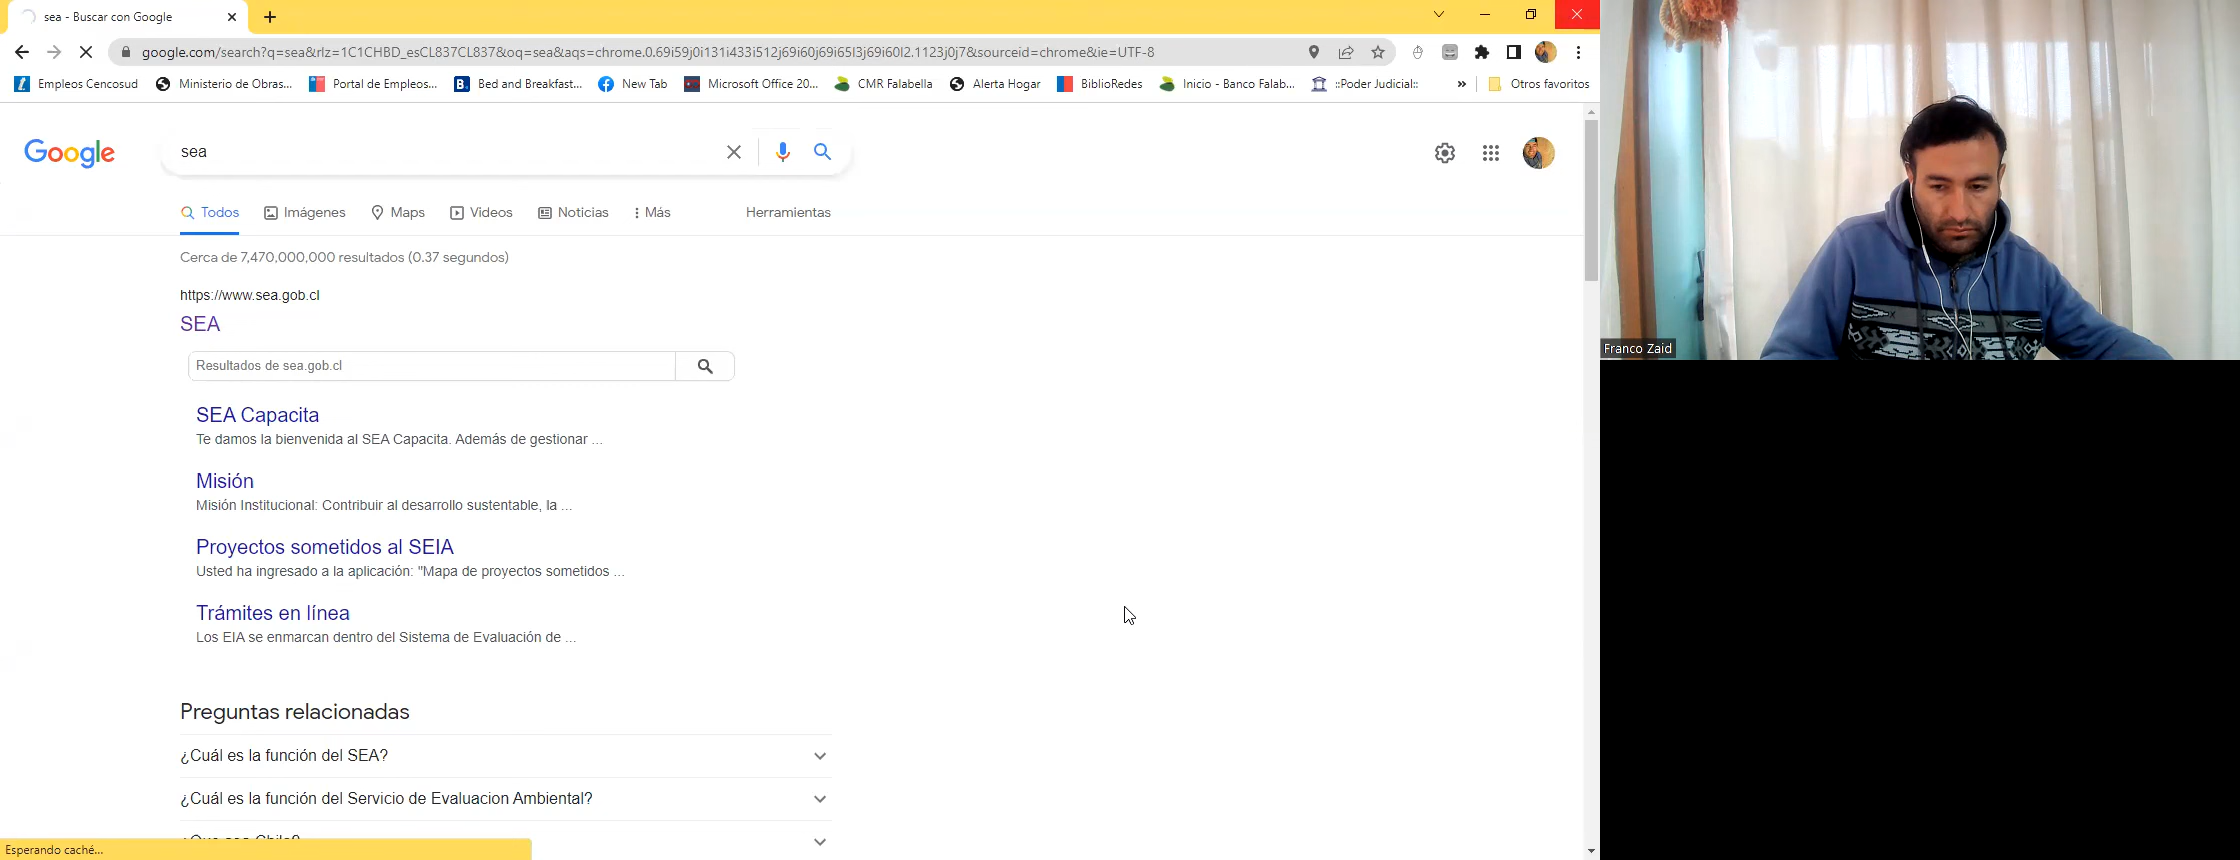 sea - Buscar con Google
google.com/search?q=sea&rlz=1C1CHBD_esCL837CL837&oq=sea&aqs=chrome.0.69i59j0i131i433i512j69i60j69i65l3j69i60l2.1123j0j7&sourceid=chrome&ie=UTF-8
Empleos Cencosud
Ministerio de Obras...
Portal de Empleos...
Bed and Breakfast...
New Tab
Microsoft Office 20...
CMR Falabella
Alerta Hogar
BiblioRedes
Inicio - Banco Falab...
::Poder Judicial::
»
Otros favoritos
Google
sea
Todos
Imágenes
Maps
Videos
Noticias
Más
Herramientas
Cerca de 7,470,000,000 resultados (0.37 segundos)
https://www.sea.gob.cl
SEA
Resultados de sea.gob.cl
SEA Capacita
Te damos la bienvenida al SEA Capacita. Además de gestionar ...
Misión
Misión Institucional: Contribuir al desarrollo sustentable, la ...
Proyectos sometidos al SEIA
Usted ha ingresado a la aplicación: "Mapa de proyectos sometidos ...
Trámites en línea
Los EIA se enmarcan dentro del Sistema de Evaluación de ...
Preguntas relacionadas
¿Cuál es la función del SEA?
¿Cuál es la función del Servicio de Evaluacion Ambiental?
Esperando caché...
Franco Zaid